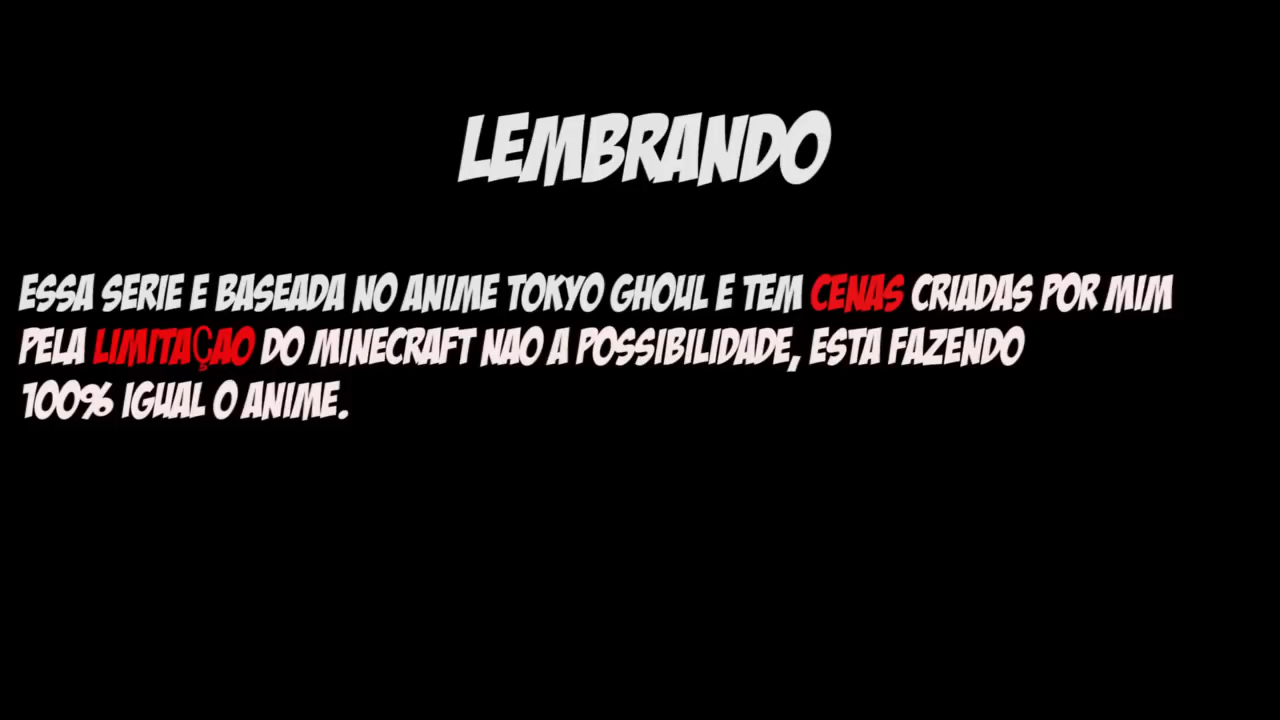 LEMBRANDO
ESSA SERIE E BASEADA NO ANIME TOKYO GHOUL E TEM CENAS CRIADAS POR MIM
PELA LIMITAÇAO DO MINECRAFT NAO A POSSIBILIDADE, ESTA FAZENDO
100% IGUAL O ANIME.